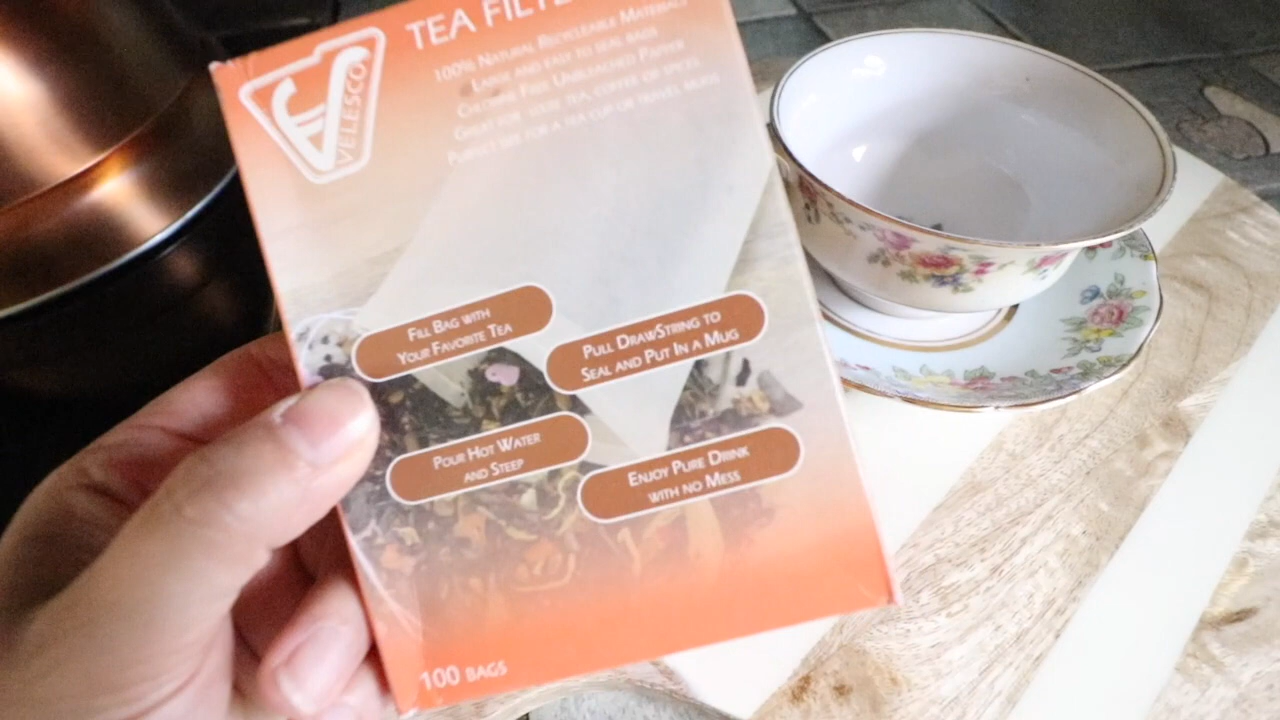 TEA FILTE
VELESCO
100% NATURAL RECYCLEABLE MATERIALS
LARGE AND EASY TO SEAL BAGS
CHLORINE FREE UNBLEACHED PAPER
GREAT FOR LOOSE TEA, COFFEE OR SPICES
PERFECT SIZE FOR A TEA CUP OR TRAVEL MUGS
FILL BAG WITH
YOUR FAVORITE TEA
PULL DRAWSTRING TO
SEAL AND PUT IN A MUG
POUR HOT WATER
AND STEEP
ENJOY PURE DRINK
WITH NO MESS
100 BAGS